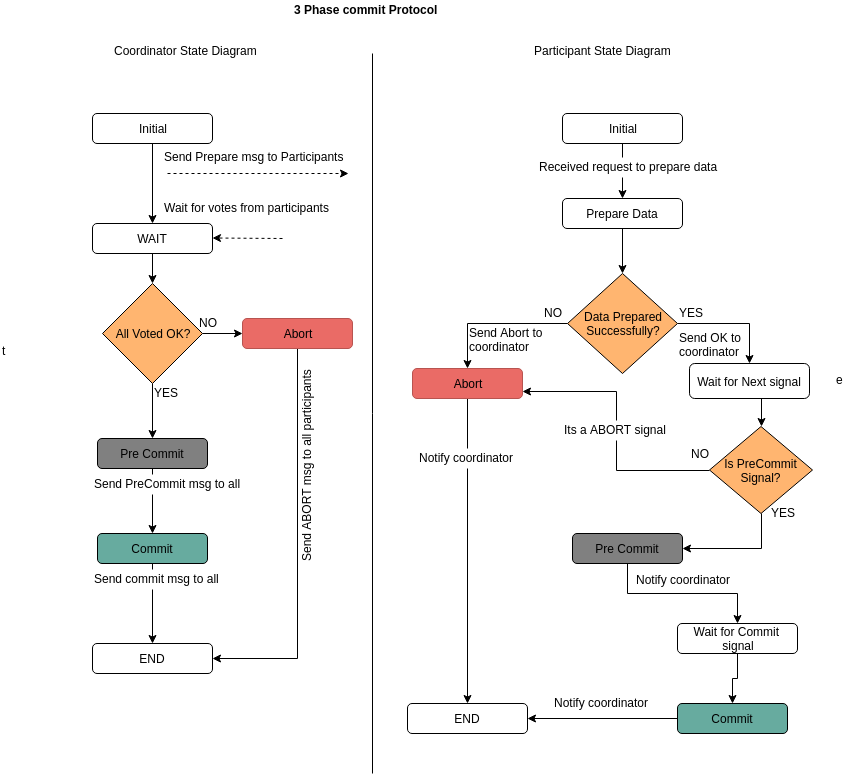 3 Phase commit Protocol
Coordinator State Diagram
Initial
Send Prepare msg to Participants
Wait for votes from participants
WAIT
All Voted OK?
NO
Abort
YES
Pre Commit
Send PreCommit msg to all
Commit
Send commit msg to all
Send ABORT msg to all participants
END
t
Participant State Diagram
Initial
Received request to prepare data
Prepare Data
Data Prepared
Successfully?
NO
Send Abort to
coordinator
YES
Send OK to
coordinator
Abort
Wait for Next signal
e
Its a ABORT signal
NO
Is PreCommit
Signal?
YES
Notify coordinator
Pre Commit
Notify coordinator
Wait for Commit
signal
Commit
Notify coordinator
END